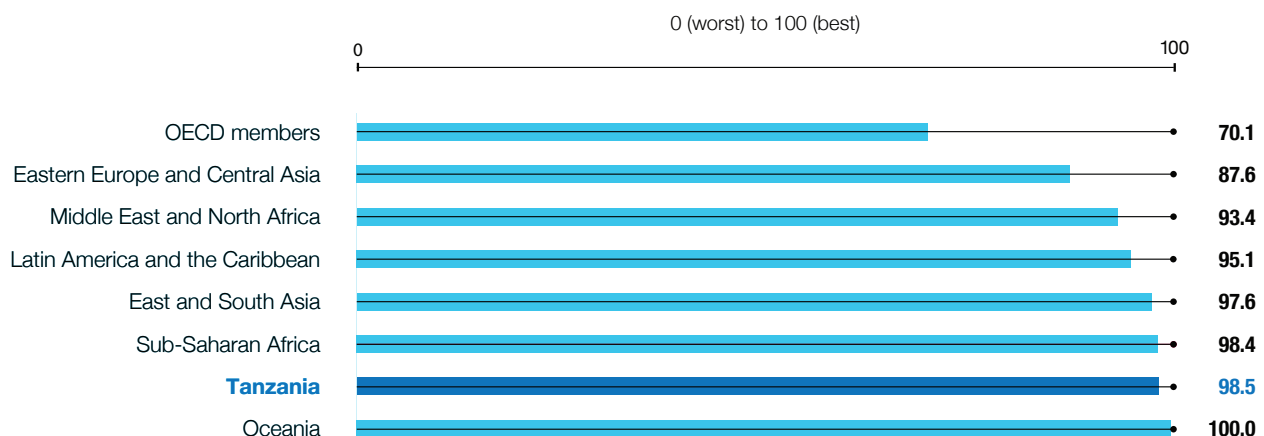 0 (worst) to 100 (best)
0 100
OECD members 70.1
Eastern Europe and Central Asia 87.6
Middle East and North Africa 93.4
Latin America and the Caribbean 95.1
East and South Asia 97.6
Sub-Saharan Africa 98.4
Tanzania 98.5
Oceania 100.0